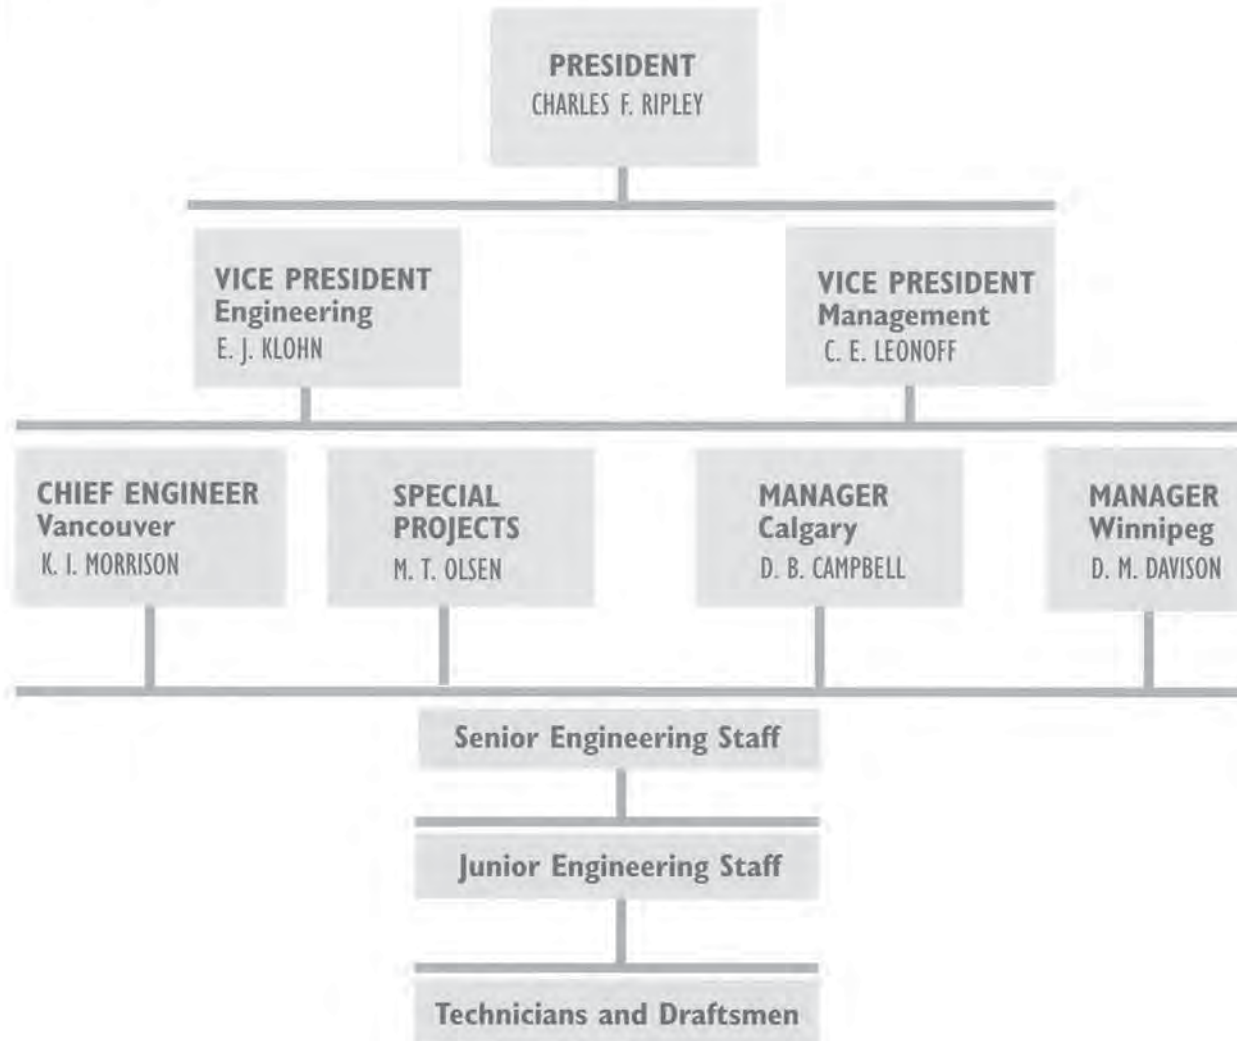 PRESIDENT
CHARLES F. RIPLEY
VICE PRESIDENT
Engineering
E. J. KLOHN
VICE PRESIDENT
Management
C. E. LEONOFF
CHIEF ENGINEER
Vancouver
K. I. MORRISON
SPECIAL
PROJECTS
M. T. OLSEN
MANAGER
Calgary
D. B. CAMPBELL
MANAGER
Winnipeg
D. M. DAVISON
Senior Engineering Staff
Junior Engineering Staff
Technicians and Draftsmen